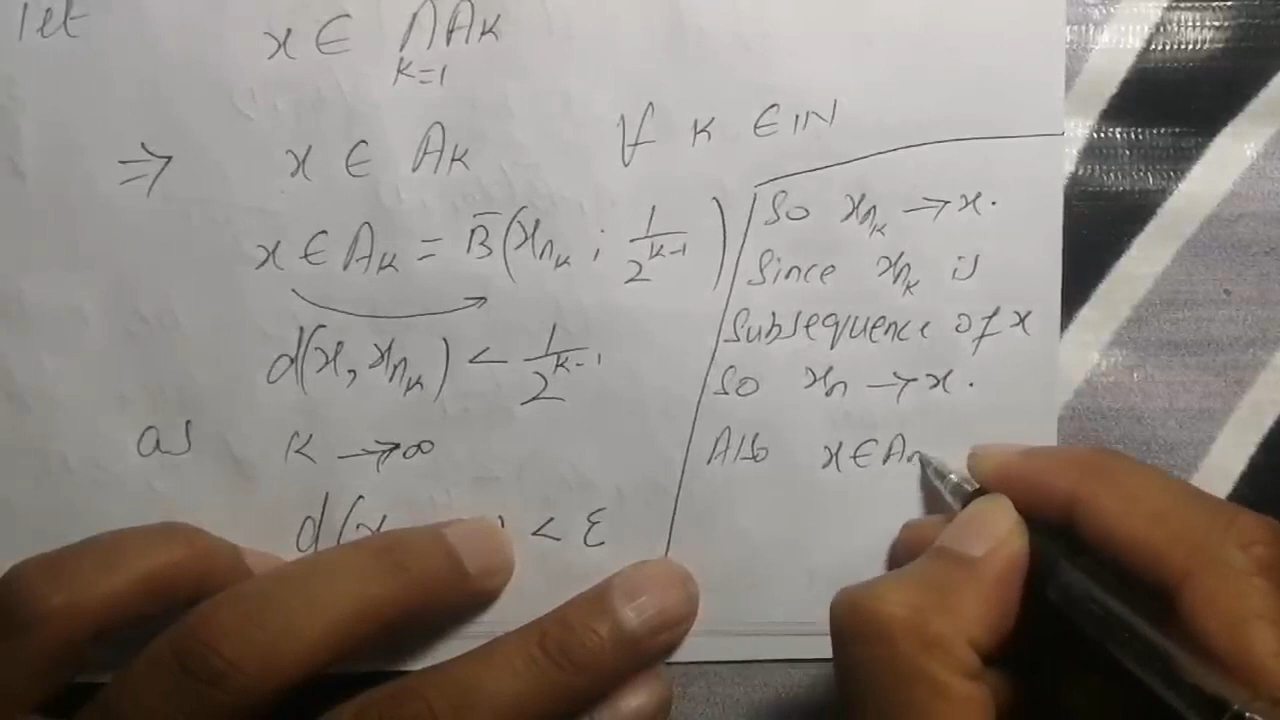 let x ∈ ∩Aₖ
k=1
⇒ x ∈ Aₖ ∀ k ∈ IN
x ∈ Aₖ = B̄(xₙₖ ; 1/2^(k-1))
d(x, xₙₖ) < 1/2^(k-1)
as k → ∞
d(x < ε
So xₙₖ → x.
Since xₙₖ is
Subsequence of x
So xₙ → x.
Also x ∈ Aₙ